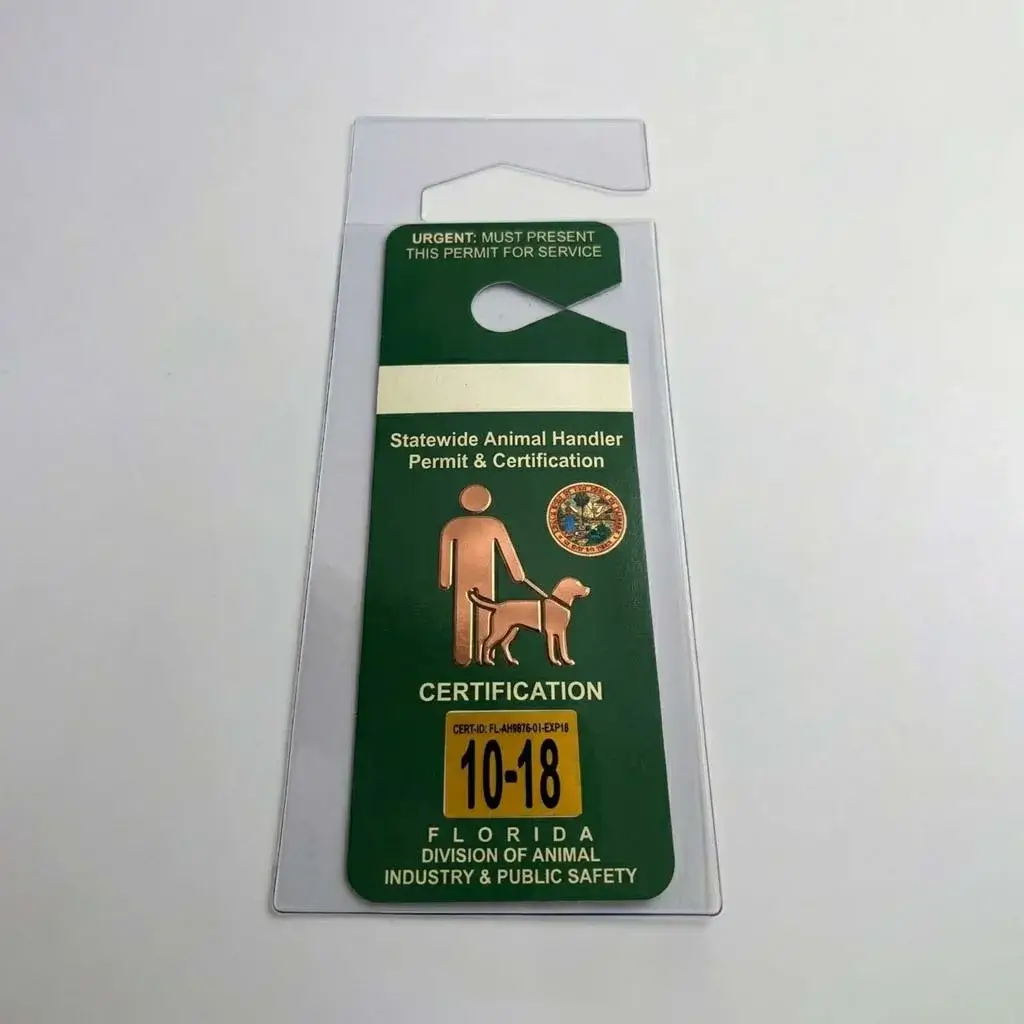 URGENT: MUST PRESENT
THIS PERMIT FOR SERVICE
Statewide Animal Handler
Permit & Certification
CERTIFICATION
CERT-ID: FL-AH9876-01-EXP18
10-18
FLORIDA
DIVISION OF ANIMAL
INDUSTRY & PUBLIC SAFETY